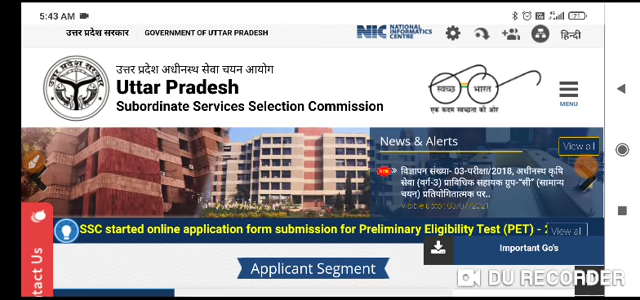 5:43 AM
21
उत्तर प्रदेश सरकार GOVERNMENT OF UTTAR PRADESH
NIC NATIONAL INFORMATICS CENTRE
हिन्दी
उत्तर प्रदेश अधीनस्थ सेवा चयन आयोग
Uttar Pradesh
Subordinate Services Selection Commission
स्वच्छ भारत
एक कदम स्वच्छता की ओर
MENU
News & Alerts
View all
विज्ञापन संख्या- 03-परीक्षा/2018, अधीनस्थ कृषि
सेवा (वर्ग-3) प्राविधिक सहायक ग्रुप-"सी" (सामान्य
चयन) प्रतियोगितात्मक पर..
SSC started online application form submission for Preliminary Eligibility Test (PET) - 2
View all
Important Go's
ntact Us
Applicant Segment
DU RECORDER